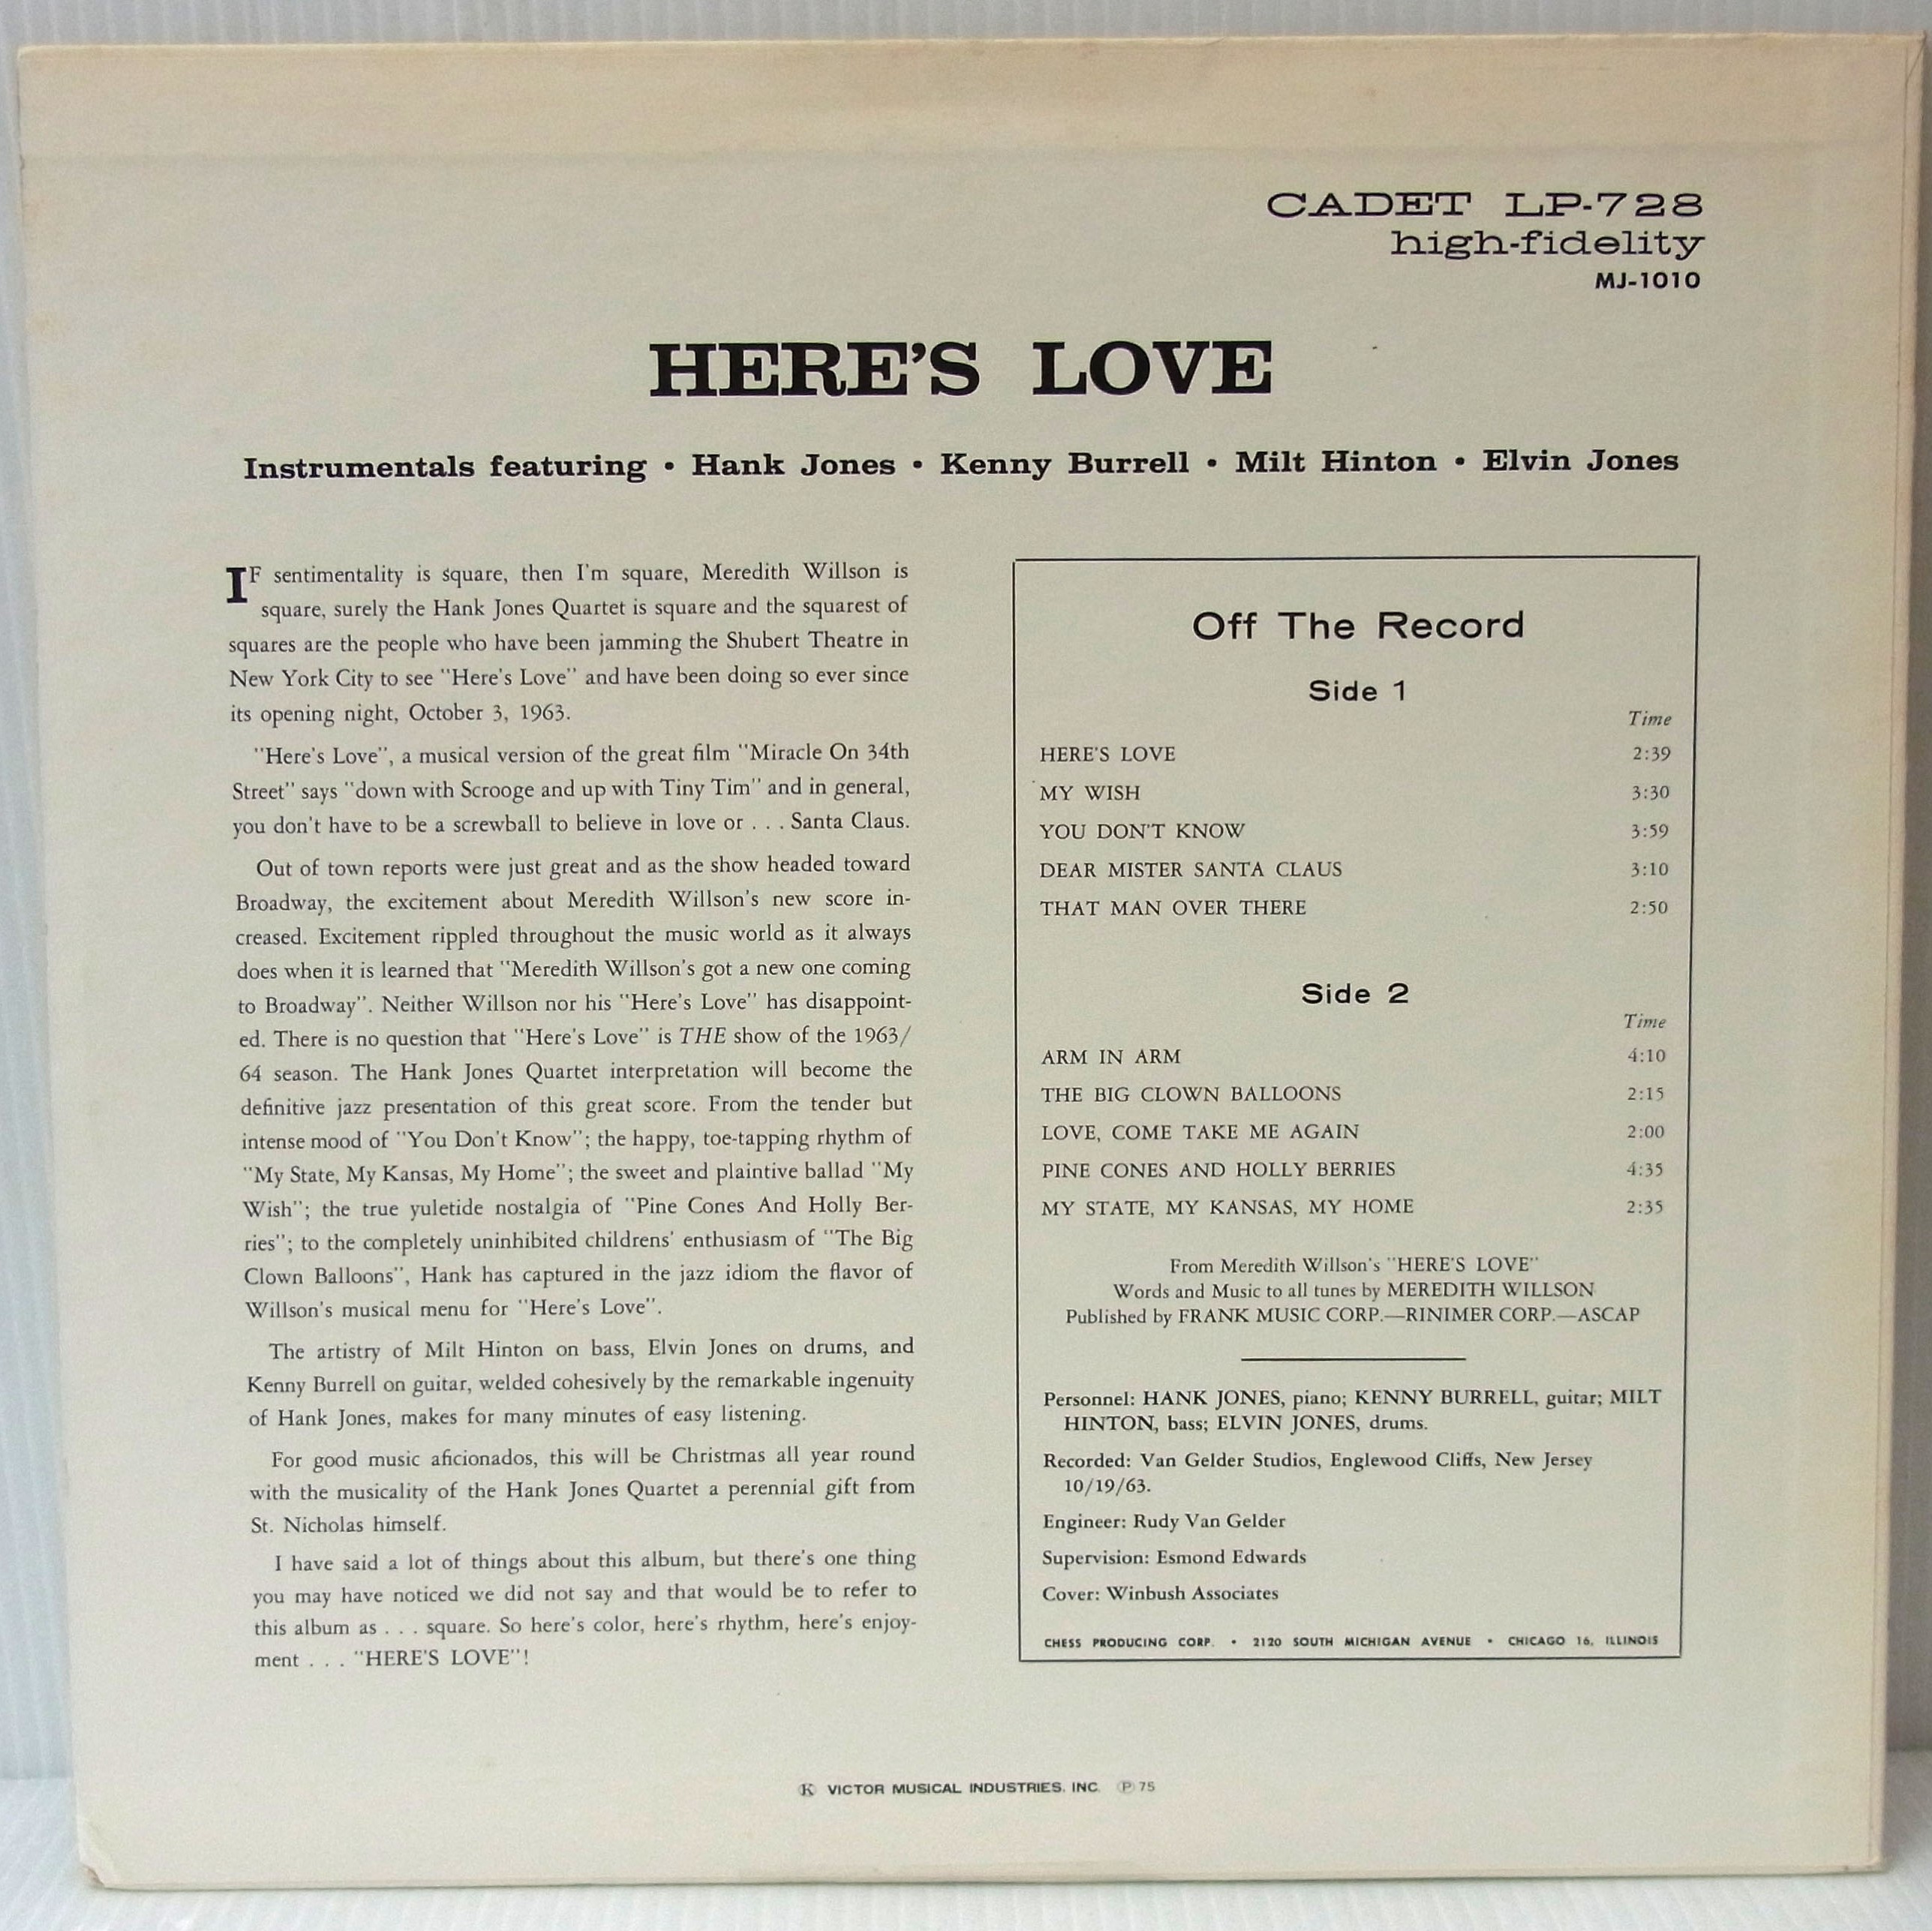 CADET LP-728
high-fidelity
MJ-1010
HERE'S LOVE
Instrumentals featuring • Hank Jones • Kenny Burrell • Milt Hinton • Elvin Jones
IF sentimentality is square, then I'm square, Meredith Willson is
square, surely the Hank Jones Quartet is square and the squarest of
squares are the people who have been jamming the Shubert Theatre in
New York City to see "Here's Love" and have been doing so ever since
its opening night, October 3, 1963.
"Here's Love", a musical version of the great film "Miracle On 34th
Street" says "down with Scrooge and up with Tiny Tim" and in general,
you don't have to be a screwball to believe in love or . . . Santa Claus.
Out of town reports were just great and as the show headed toward
Broadway, the excitement about Meredith Willson's new score in-
creased. Excitement rippled throughout the music world as it always
does when it is learned that "Meredith Willson's got a new one coming
to Broadway". Neither Willson nor his "Here's Love" has disappoint-
ed. There is no question that "Here's Love" is THE show of the 1963/
64 season. The Hank Jones Quartet interpretation will become the
definitive jazz presentation of this great score. From the tender but
intense mood of "You Don't Know"; the happy, toe-tapping rhythm of
"My State, My Kansas, My Home"; the sweet and plaintive ballad "My
Wish"; the true yuletide nostalgia of "Pine Cones And Holly Ber-
ries"; to the completely uninhibited childrens' enthusiasm of "The Big
Clown Balloons", Hank has captured in the jazz idiom the flavor of
Willson's musical menu for "Here's Love".
The artistry of Milt Hinton on bass, Elvin Jones on drums, and
Kenny Burrell on guitar, welded cohesively by the remarkable ingenuity
of Hank Jones, makes for many minutes of easy listening.
For good music aficionados, this will be Christmas all year round
with the musicality of the Hank Jones Quartet a perennial gift from
St. Nicholas himself.
I have said a lot of things about this album, but there's one thing
you may have noticed we did not say and that would be to refer to
this album as . . . square. So here's color, here's rhythm, here's enjoy-
ment . . . "HERE'S LOVE"!
Off The Record
Side 1
Time
HERE'S LOVE 2:39
MY WISH 3:30
YOU DON'T KNOW 3:59
DEAR MISTER SANTA CLAUS 3:10
THAT MAN OVER THERE 2:50
Side 2
Time
ARM IN ARM 4:10
THE BIG CLOWN BALLOONS 2:15
LOVE, COME TAKE ME AGAIN 2:00
PINE CONES AND HOLLY BERRIES 4:35
MY STATE, MY KANSAS, MY HOME 2:35
From Meredith Willson's "HERE'S LOVE"
Words and Music to all tunes by MEREDITH WILLSON
Published by FRANK MUSIC CORP.—RINIMER CORP.—ASCAP
Personnel: HANK JONES, piano; KENNY BURRELL, guitar; MILT
HINTON, bass; ELVIN JONES, drums.
Recorded: Van Gelder Studios, Englewood Cliffs, New Jersey
10/19/63.
Engineer: Rudy Van Gelder
Supervision: Esmond Edwards
Cover: Winbush Associates
CHESS PRODUCING CORP. • 2120 SOUTH MICHIGAN AVENUE • CHICAGO 16, ILLINOIS
Ⓚ VICTOR MUSICAL INDUSTRIES, INC. ℗ 75